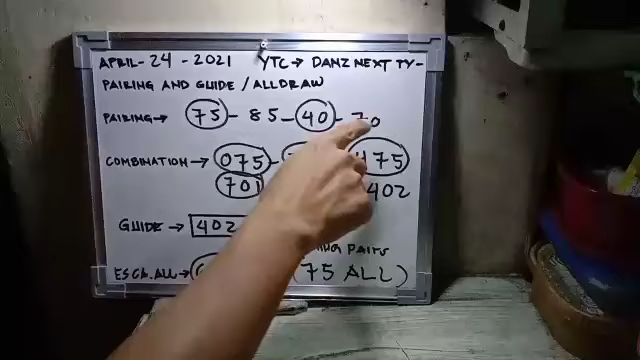 APRIL-24-2021 YTC→ DANZ NEXT TY-
PAIRING AND GUIDE / ALLDRAW
PAIRING→ 75-85-40-70
COMBINATION→ 075- 475
701 402
GUIDE→ 402
PAIRS
ESCA.ALL→ (75 ALL)